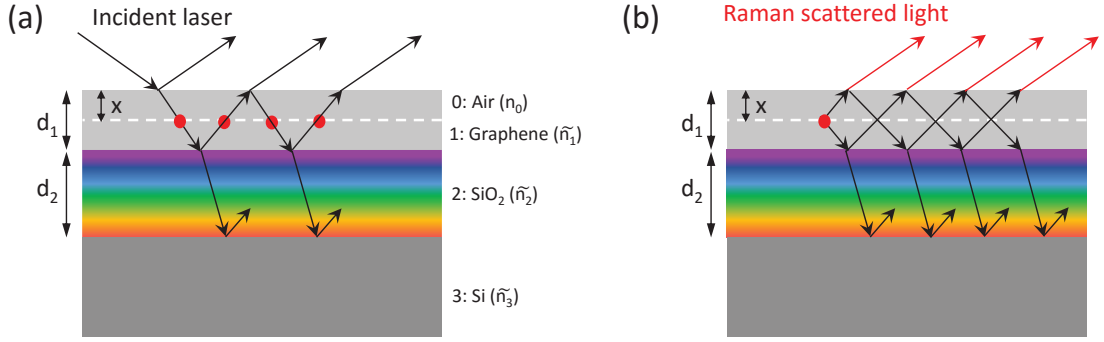 (a)
Incident laser
d₁
x
d₂
0: Air (n₀)
1: Graphene (ñ₁)
2: SiO₂ (ñ₂)
3: Si (ñ₃)
(b)
Raman scattered light
d₁
x
d₂